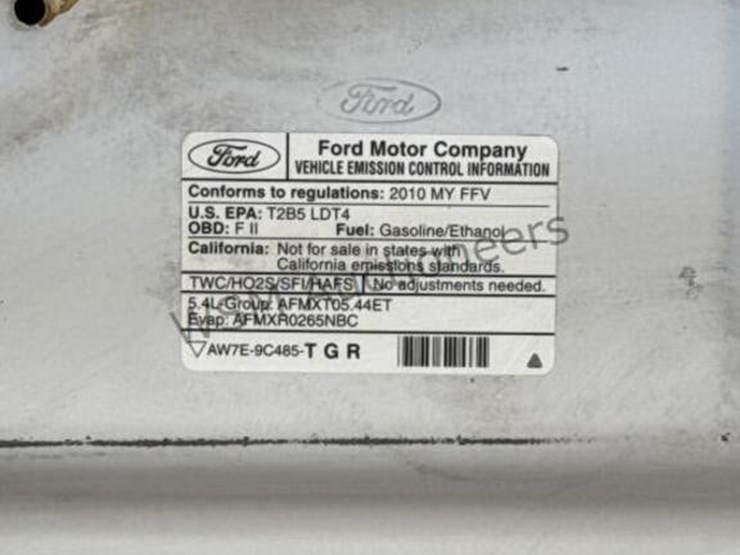 Ford
Ford
Ford Motor Company
VEHICLE EMISSION CONTROL INFORMATION
Conforms to regulations: 2010 MY FFV
U.S. EPA: T2B5 LDT4
OBD: F II Fuel: Gasoline/Ethanol
California: Not for sale in states with
California emissions standards.
TWC/HO2S/SFI/HAFS No adjustments needed.
5.4L-Group: AFMXT05.44ET
Evap: AFMXR0265NBC
AW7E-9C485-T G R